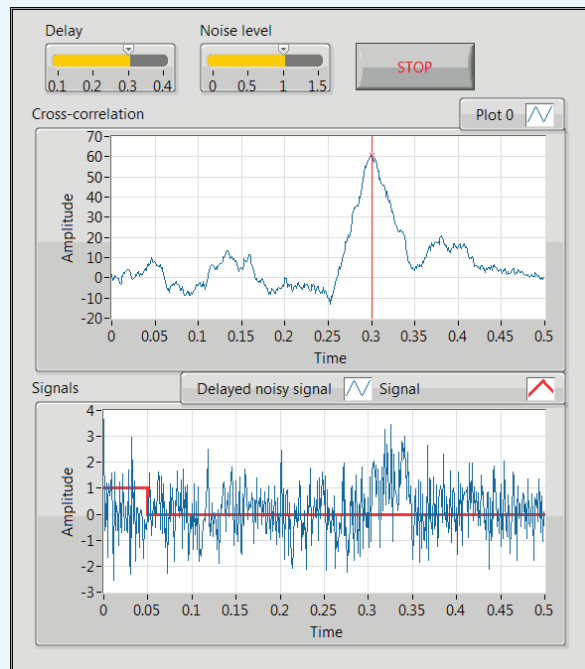 Delay Noise level
STOP
0.1 0.2 0.3 0.4 0 0.5 1 1.5
Cross-correlation Plot 0
70
60
50
40
30
20
10
0
-10
-20
Amplitude
0 0.05 0.1 0.15 0.2 0.25 0.3 0.35 0.4 0.45 0.5
Time
Signals Delayed noisy signal Signal
4
3
2
1
0
-1
-2
-3
Amplitude
0 0.05 0.1 0.15 0.2 0.25 0.3 0.35 0.4 0.45 0.5
Time